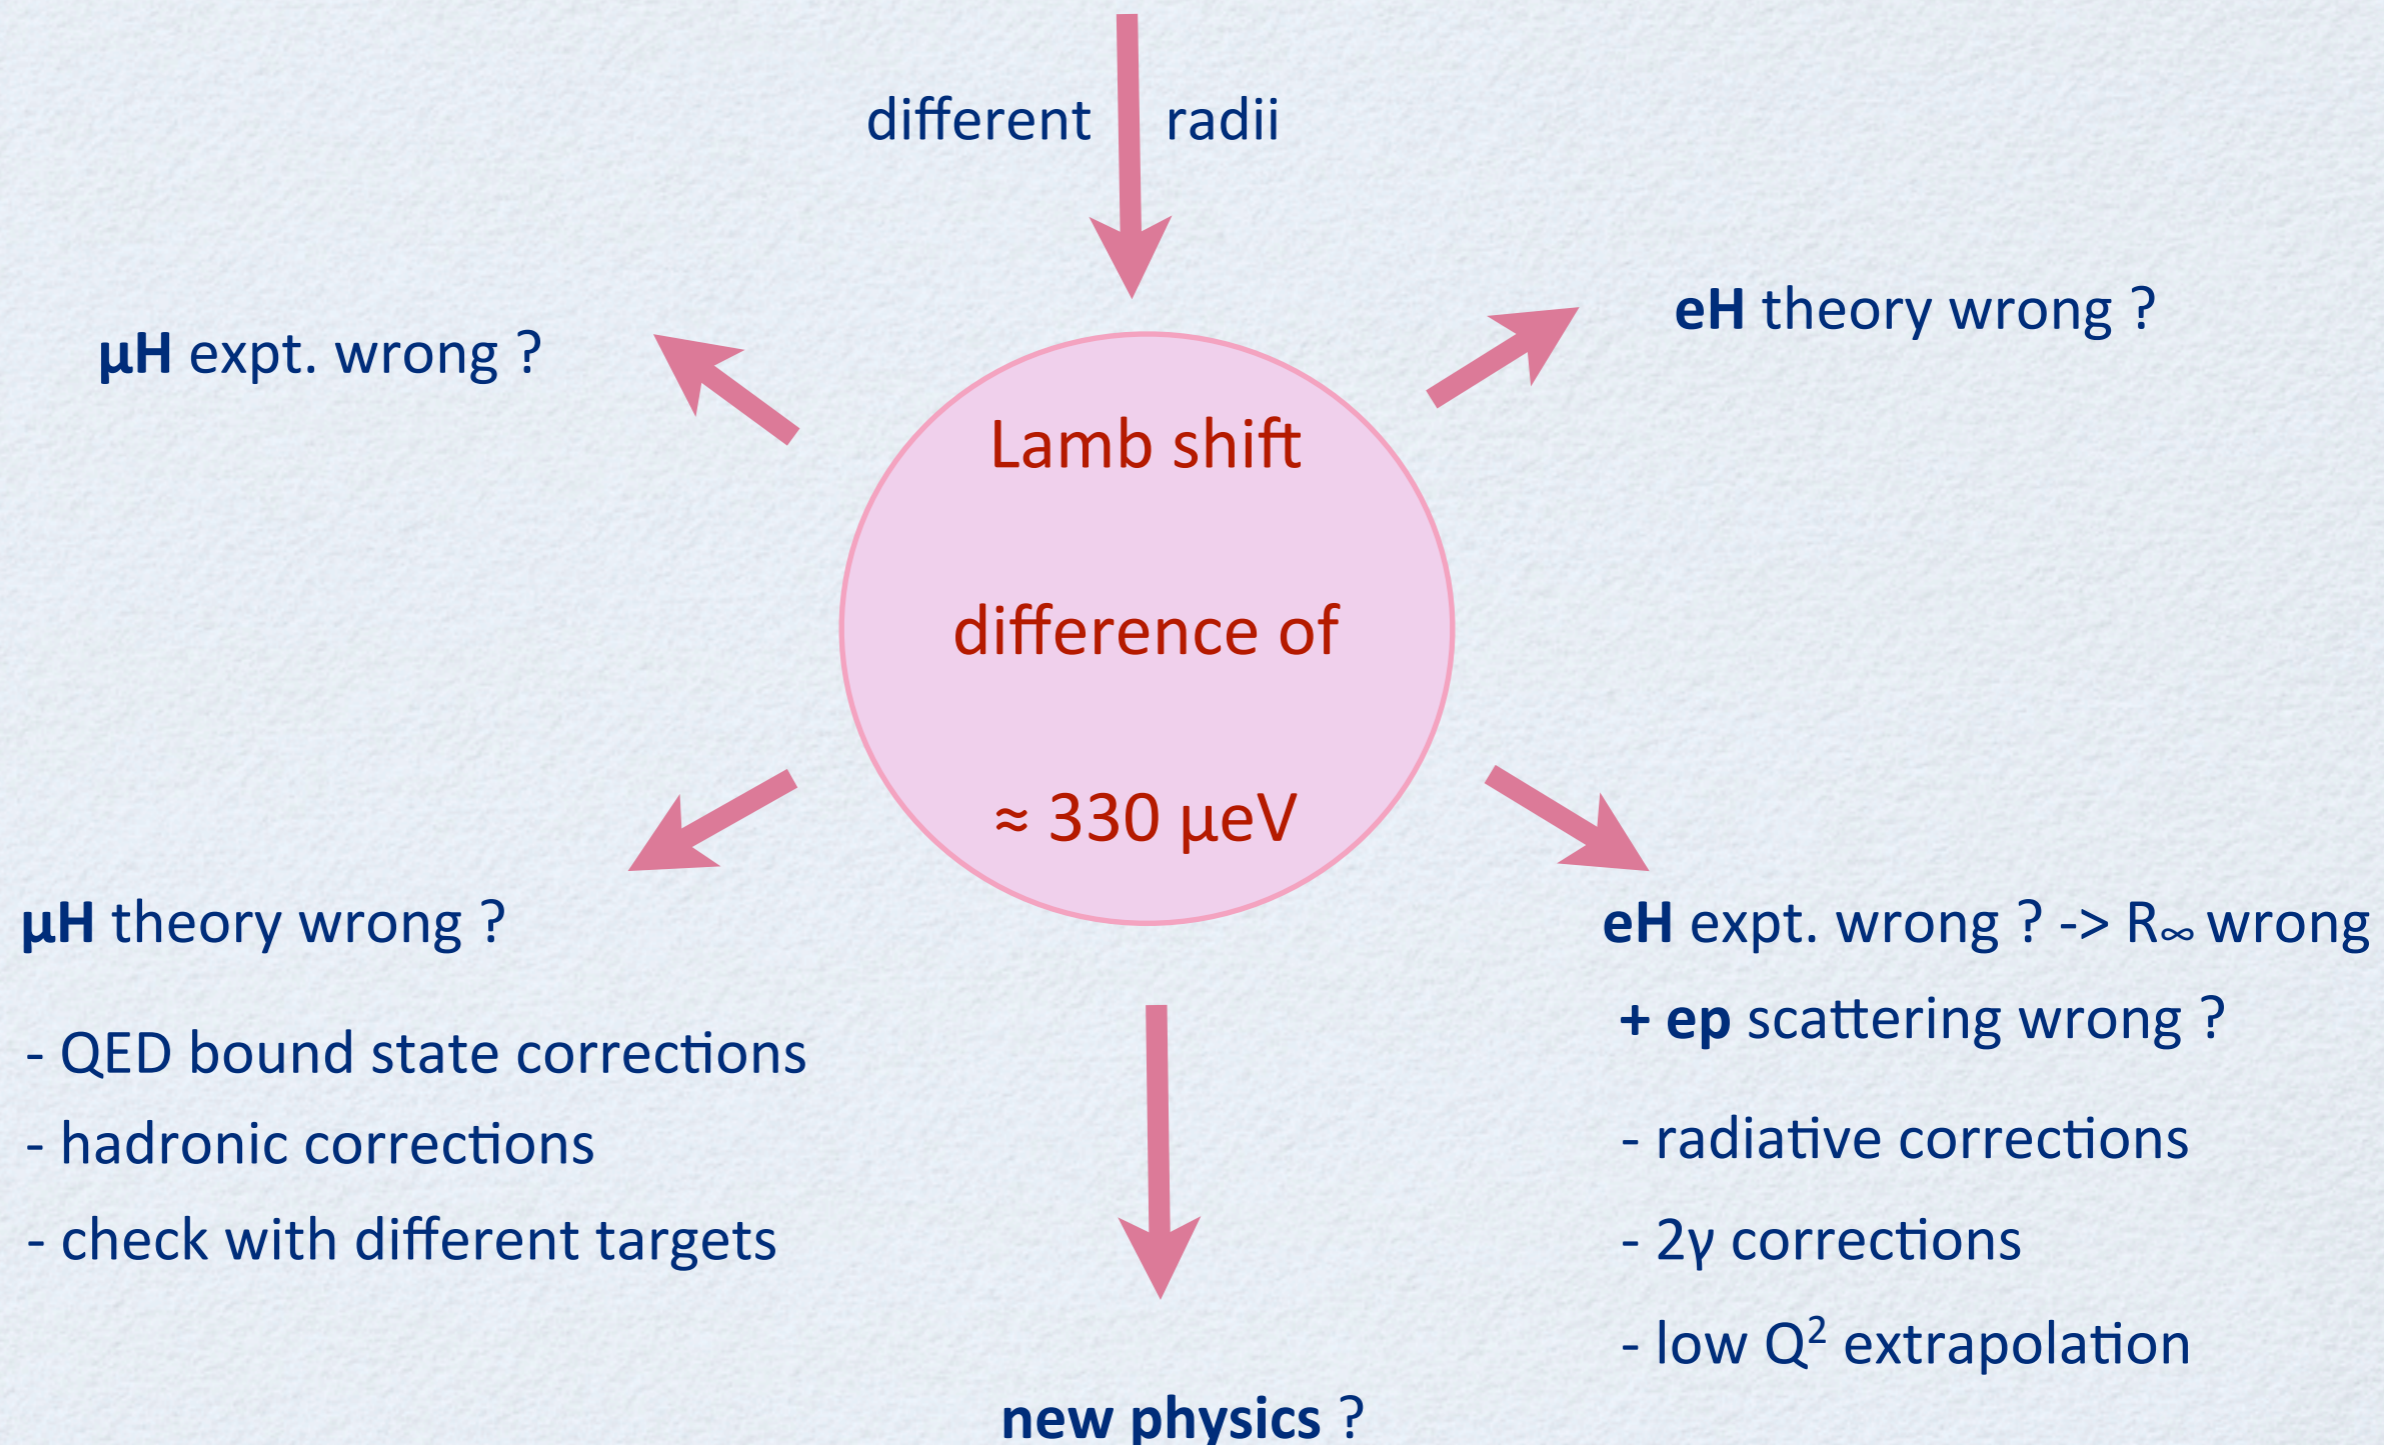 different radii
µH expt. wrong ?
eH theory wrong ?
Lamb shift
difference of
≈ 330 µeV
µH theory wrong ?
- QED bound state corrections
- hadronic corrections
- check with different targets
eH expt. wrong ? -> R∞ wrong
+ ep scattering wrong ?
- radiative corrections
- 2γ corrections
- low Q² extrapolation
new physics ?